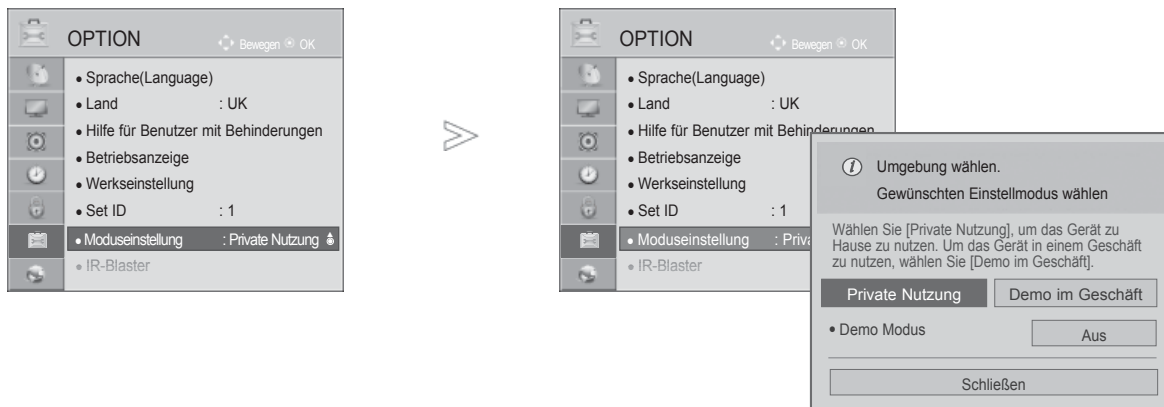 OPTION
Bewegen OK
• Sprache(Language)
• Land : UK
• Hilfe für Benutzer mit Behinderungen
• Betriebsanzeige
• Werkseinstellung
• Set ID : 1
• Moduseinstellung : Private Nutzung
• IR-Blaster
OPTION
Bewegen OK
• Sprache(Language)
• Land : UK
• Hilfe für Benutzer mit Behinderungen
• Betriebsanzeige
• Werkseinstellung
• Set ID : 1
• Moduseinstellung : Priva
• IR-Blaster
Umgebung wählen.
Gewünschten Einstellmodus wählen
Wählen Sie [Private Nutzung], um das Gerät zu
Hause zu nutzen. Um das Gerät in einem Geschäft
zu nutzen, wählen Sie [Demo im Geschäft].
Private Nutzung Demo im Geschäft
• Demo Modus Aus
Schließen